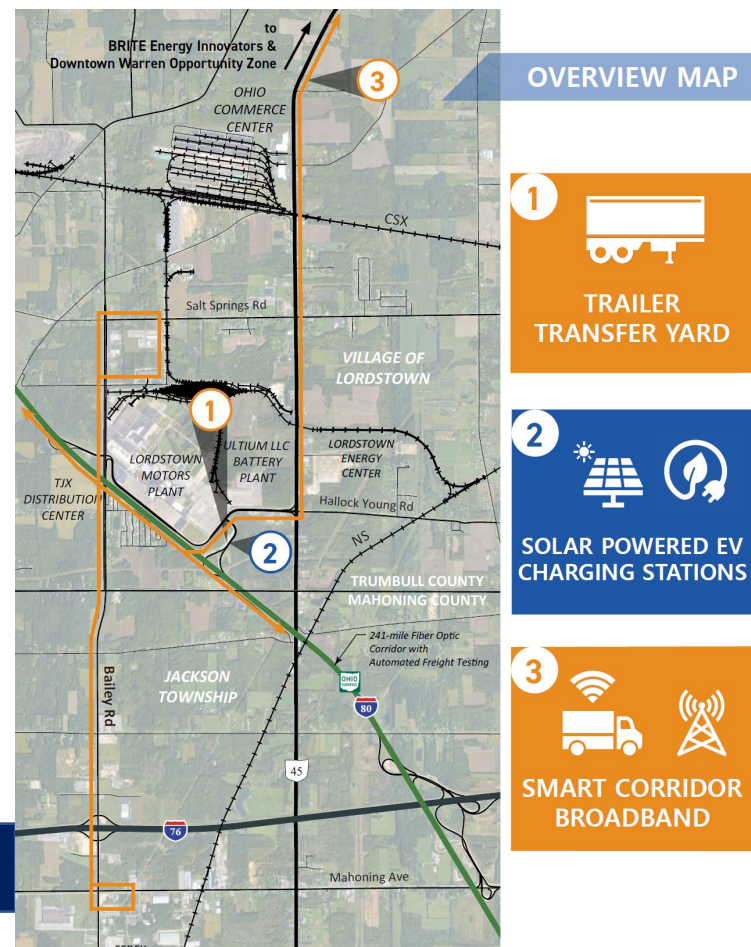 to
BRITE Energy Innovators &
Downtown Warren Opportunity Zone
3
OHIO
COMMERCE
CENTER
CSX
Salt Springs Rd
VILLAGE OF
LORDSTOWN
1
LORDSTOWN
MOTORS
PLANT
ULTIUM LLC
BATTERY
PLANT
LORDSTOWN
ENERGY
CENTER
TJX
DISTRIBUTION
CENTER
Hallock Young Rd
NS
2
TRUMBULL COUNTY
MAHONING COUNTY
241-mile Fiber Optic
Corridor with
Automated Freight Testing
Bailey Rd
JACKSON
TOWNSHIP
OHIO
TURNPIKE
80
45
76
Mahoning Ave
OVERVIEW MAP
1
TRAILER
TRANSFER YARD
2
SOLAR POWERED EV
CHARGING STATIONS
3
SMART CORRIDOR
BROADBAND